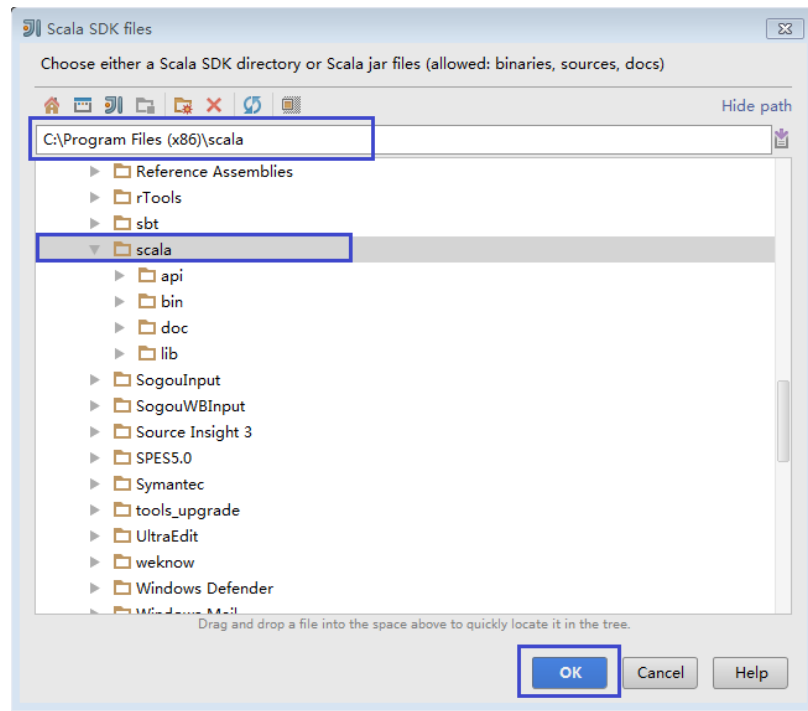 Scala SDK files
Choose either a Scala SDK directory or Scala jar files (allowed: binaries, sources, docs)
Hide path
C:\Program Files (x86)\scala
Reference Assemblies
rTools
sbt
scala
api
bin
doc
lib
SogouInput
SogouWBInput
Source Insight 3
SPES5.0
Symantec
tools_upgrade
UltraEdit
weknow
Windows Defender
Windows Mail
Drag and drop a file into the space above to quickly locate it in the tree.
OK Cancel Help